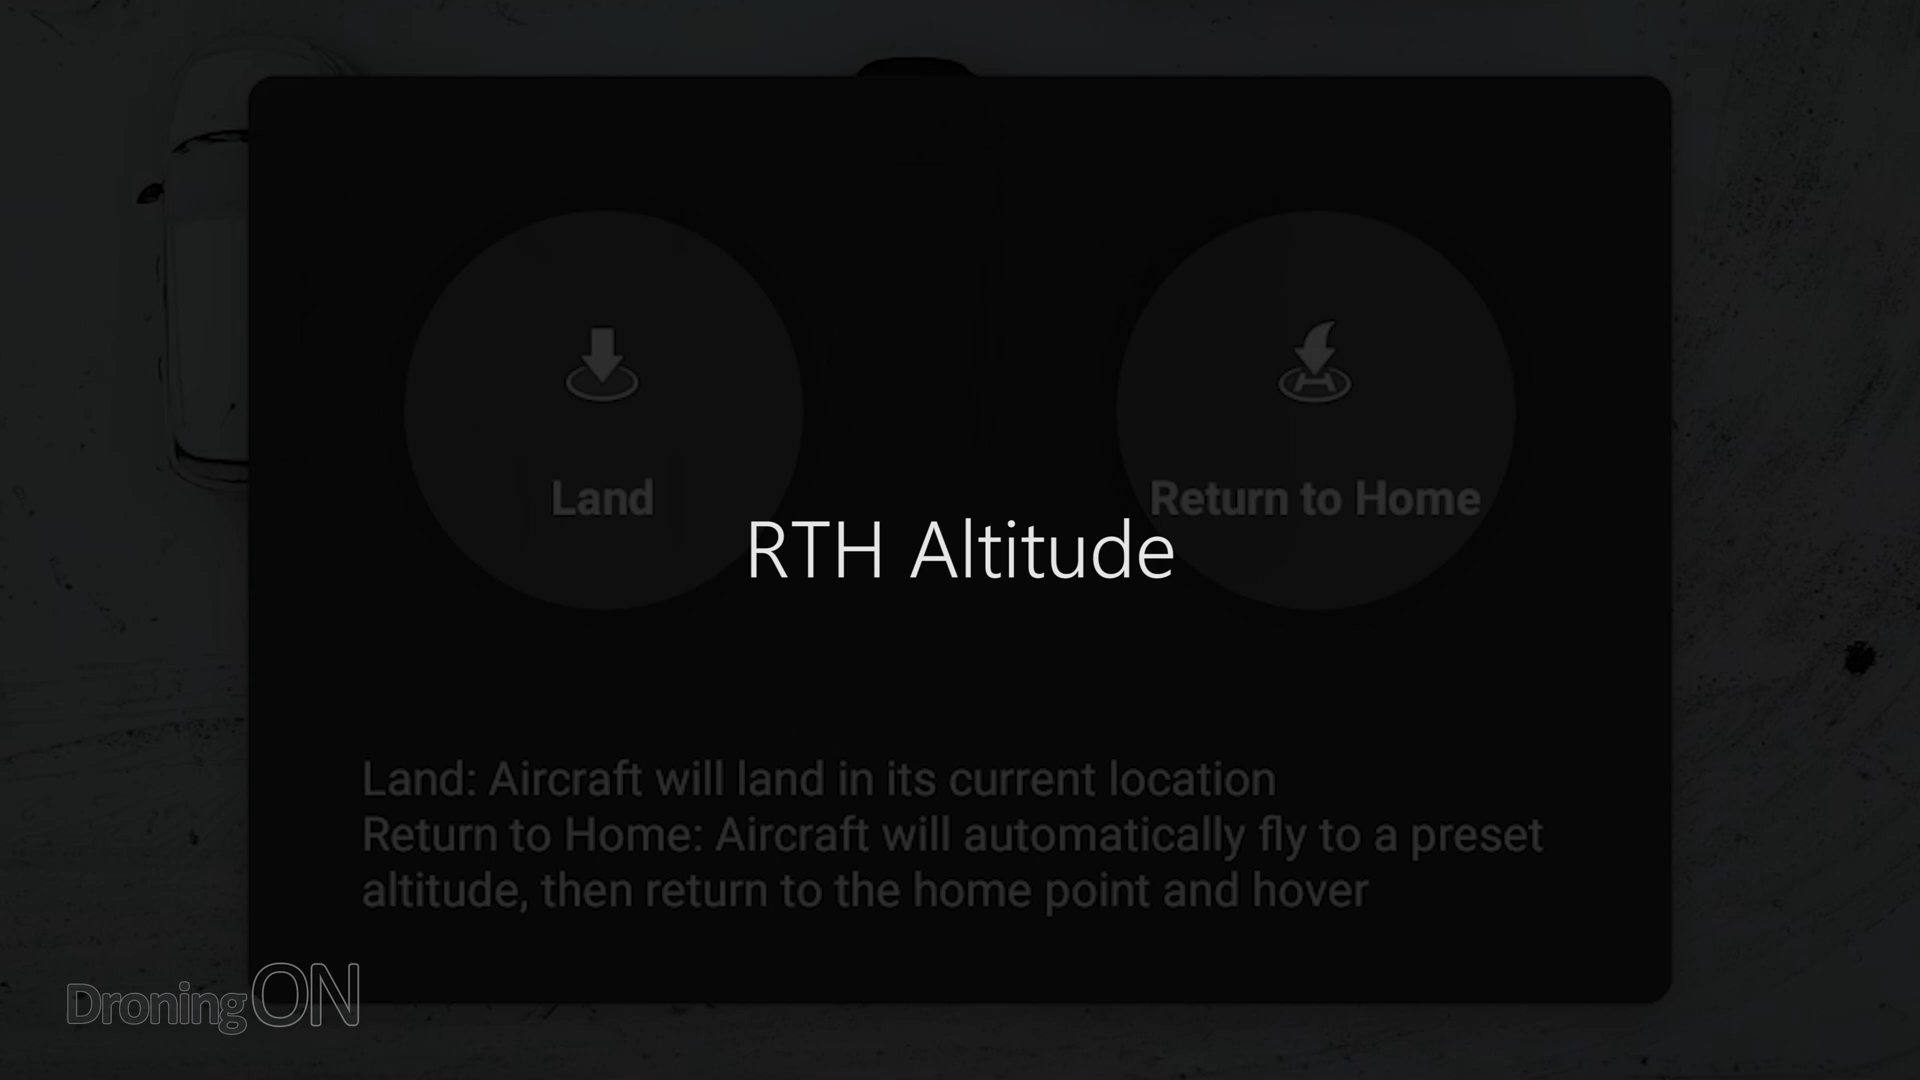 Land
Return to Home
RTH Altitude
Land: Aircraft will land in its current location
Return to Home: Aircraft will automatically fly to a preset
altitude, then return to the home point and hover
DroningON